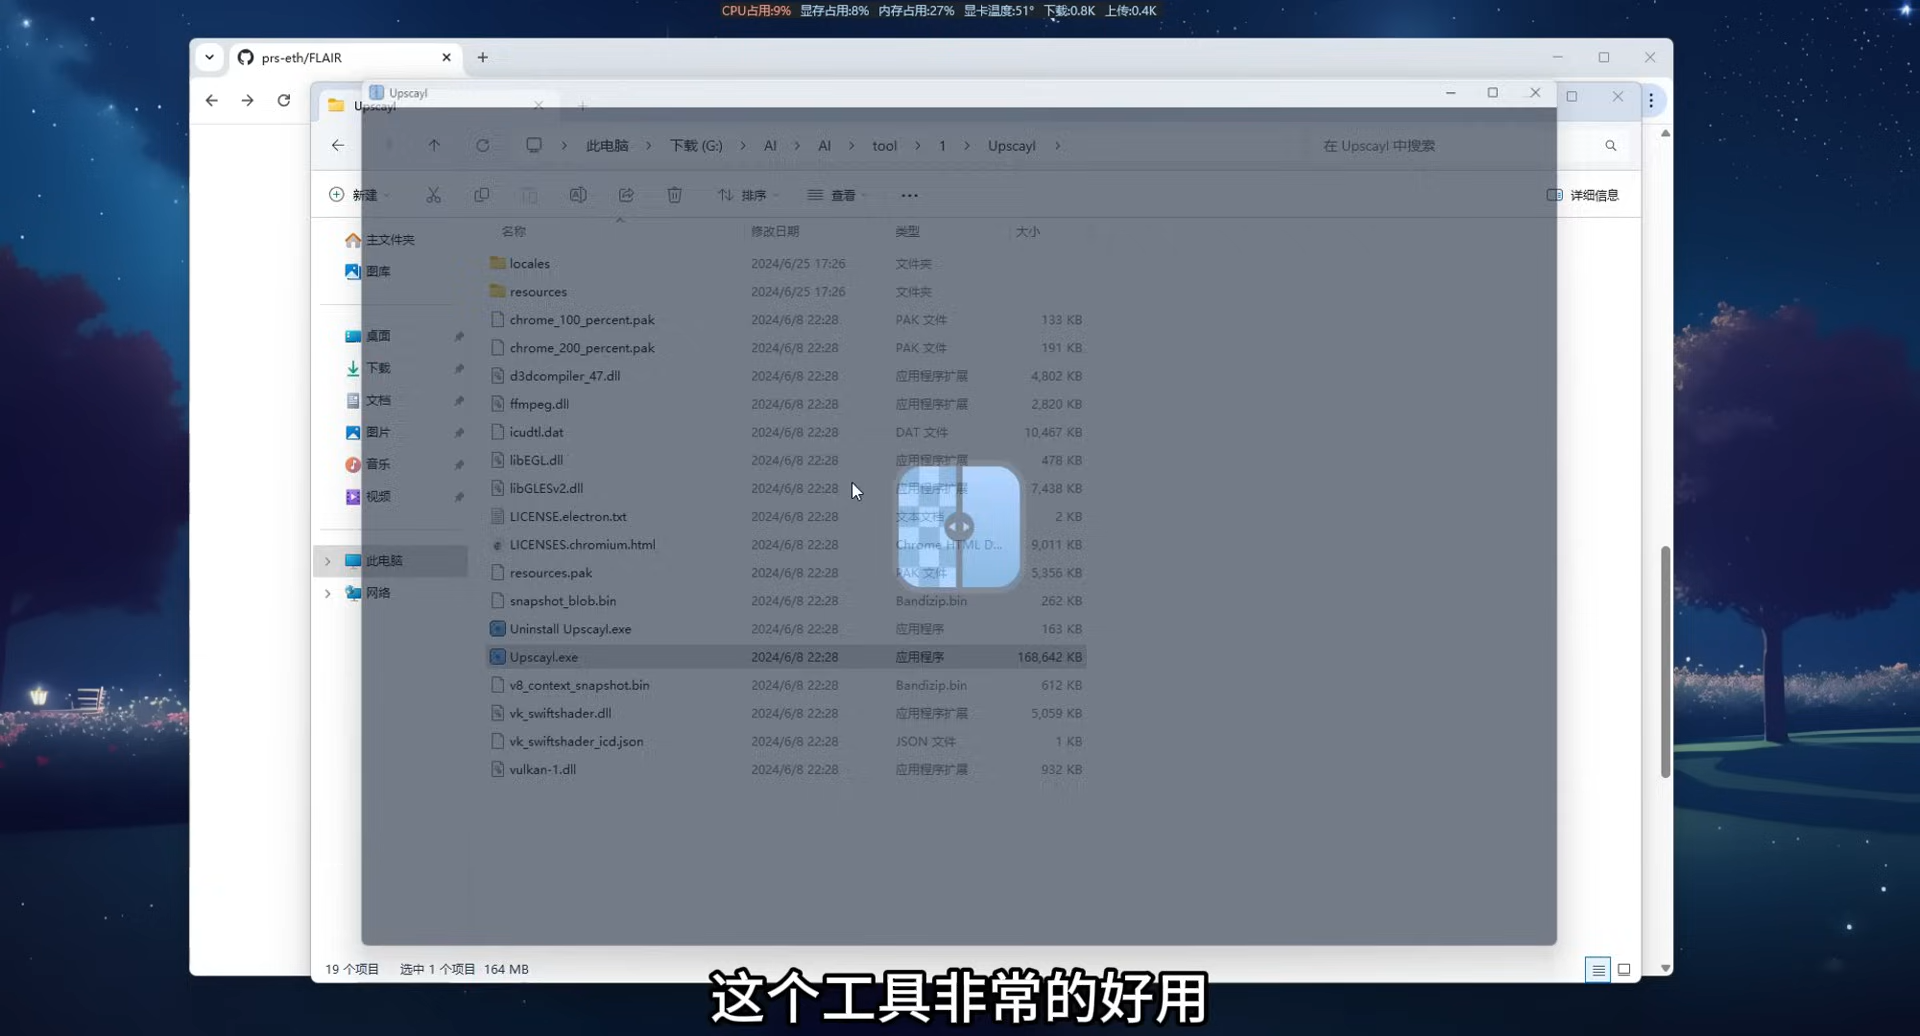 CPU占用:9% 显存占用:8% 内存占用:27% 显卡温度:51° 下载:0.8K 上传:0.4K
prs-eth/FLAIR
Upscayl
Upscayl
此电脑 下载 (G:) AI AI tool 1 Upscayl
在 Upscayl 中搜索
新建 排序 查看 详细信息
名称 修改日期 类型 大小
主文件夹
图库
桌面
下载
文档
图片
音乐
视频
此电脑
网络
locales 2024/6/25 17:26 文件夹
resources 2024/6/25 17:26 文件夹
chrome_100_percent.pak 2024/6/8 22:28 PAK 文件 133 KB
chrome_200_percent.pak 2024/6/8 22:28 PAK 文件 191 KB
d3dcompiler_47.dll 2024/6/8 22:28 应用程序扩展 4,802 KB
ffmpeg.dll 2024/6/8 22:28 应用程序扩展 2,820 KB
icudtl.dat 2024/6/8 22:28 DAT 文件 10,467 KB
libEGL.dll 2024/6/8 22:28 应用程序扩展 478 KB
libGLESv2.dll 2024/6/8 22:28 应用程序扩展 7,438 KB
LICENSE.electron.txt 2024/6/8 22:28 文本文档 2 KB
LICENSES.chromium.html 2024/6/8 22:28 Chrome HTML D... 9,011 KB
resources.pak 2024/6/8 22:28 PAK 文件 5,356 KB
snapshot_blob.bin 2024/6/8 22:28 Bandizip.bin 262 KB
Uninstall Upscayl.exe 2024/6/8 22:28 应用程序 163 KB
Upscayl.exe 2024/6/8 22:28 应用程序 168,642 KB
v8_context_snapshot.bin 2024/6/8 22:28 Bandizip.bin 612 KB
vk_swiftshader.dll 2024/6/8 22:28 应用程序扩展 5,059 KB
vk_swiftshader_icd.json 2024/6/8 22:28 JSON 文件 1 KB
vulkan-1.dll 2024/6/8 22:28 应用程序扩展 932 KB
19 个项目 选中 1 个项目 164 MB
这个工具非常的好用